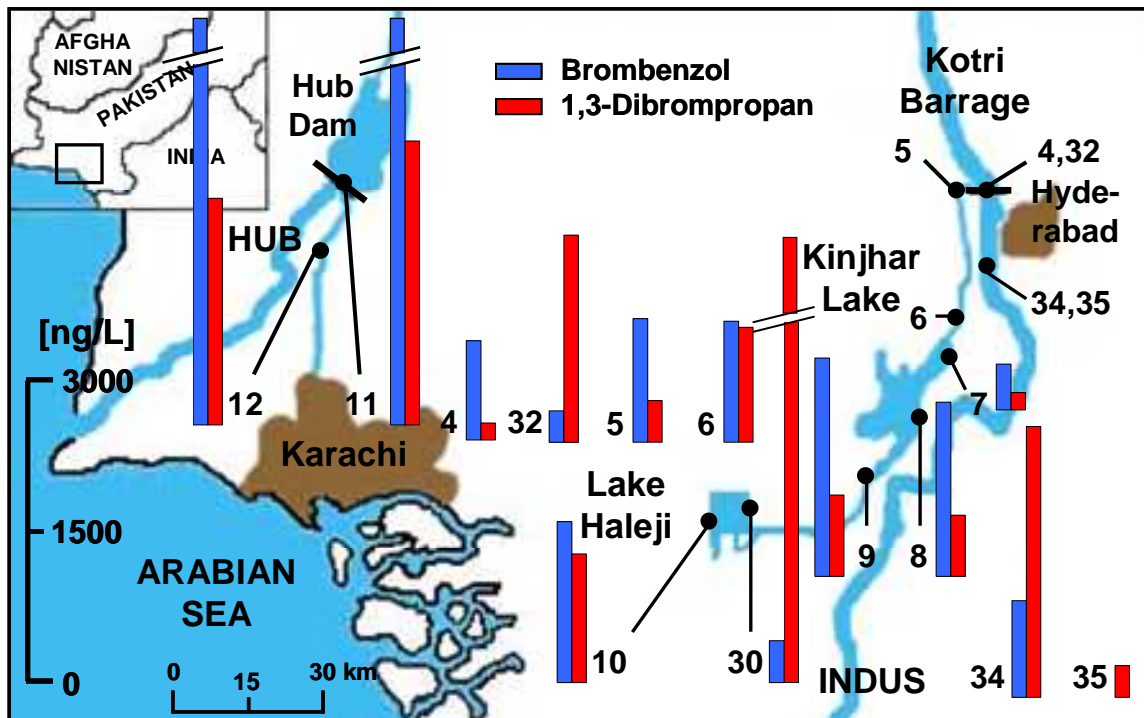 AFGHA
NISTAN
PAKISTAN
INDIA
Hub
Dam
Brombenzol
1,3-Dibrompropan
Kotri
Barrage
5
4,32
Hyde-
rabad
HUB
Kinjhar
Lake
34,35
6
[ng/L]
3000
12
11
4
32
5
6
7
Karachi
Lake
Haleji
1500
9
8
ARABIAN
SEA
10
30
INDUS
34
35
0
0
15
30 km